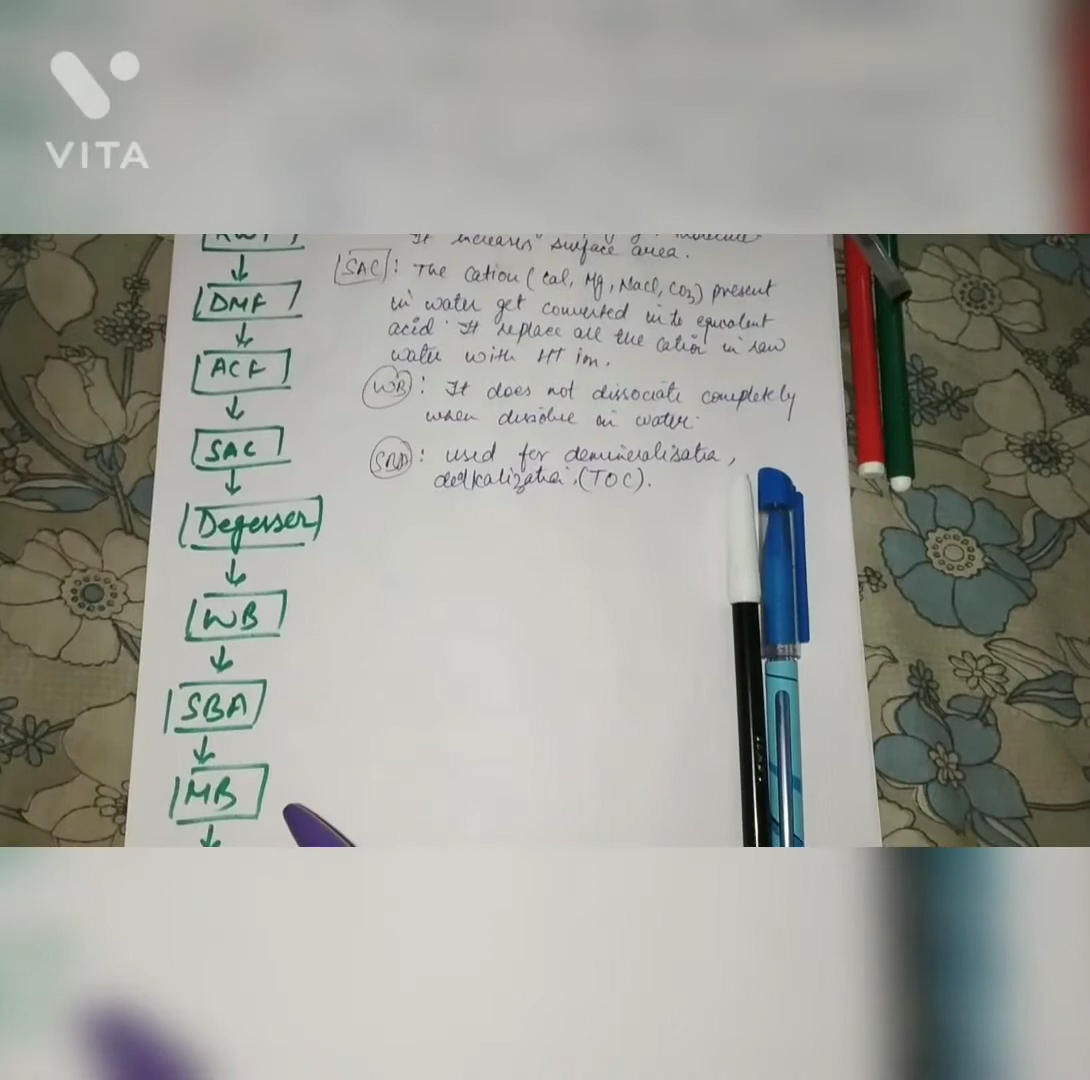 VITA
It increases surface area.
SAC : The cation (Cal, Mg, Nacl, Co3) present
in water get converted into equivalent
acid. It replace all the cation in raw
water with H+ ion.
WB : It does not dissociate completely
when dissolve in water.
SBA : used for demineralisation,
dealkalization, (TOC).
DMF
ACF
SAC
Degesser
WB
SBA
MB